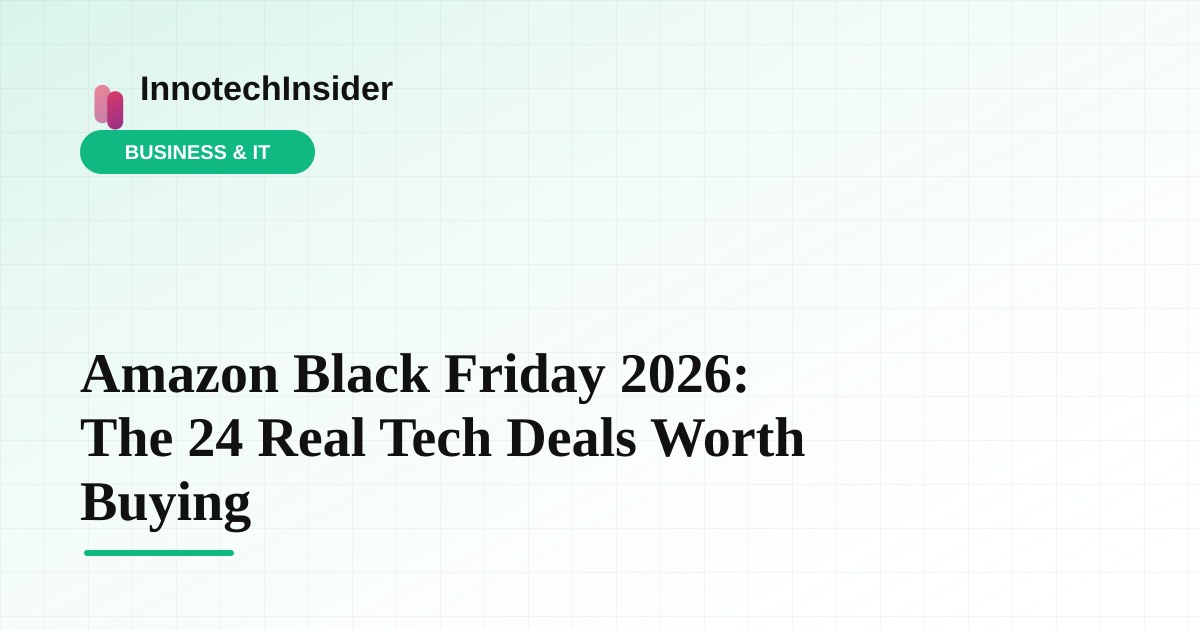 InnotechInsider
BUSINESS & IT
Amazon Black Friday 2026:
The 24 Real Tech Deals Worth
Buying